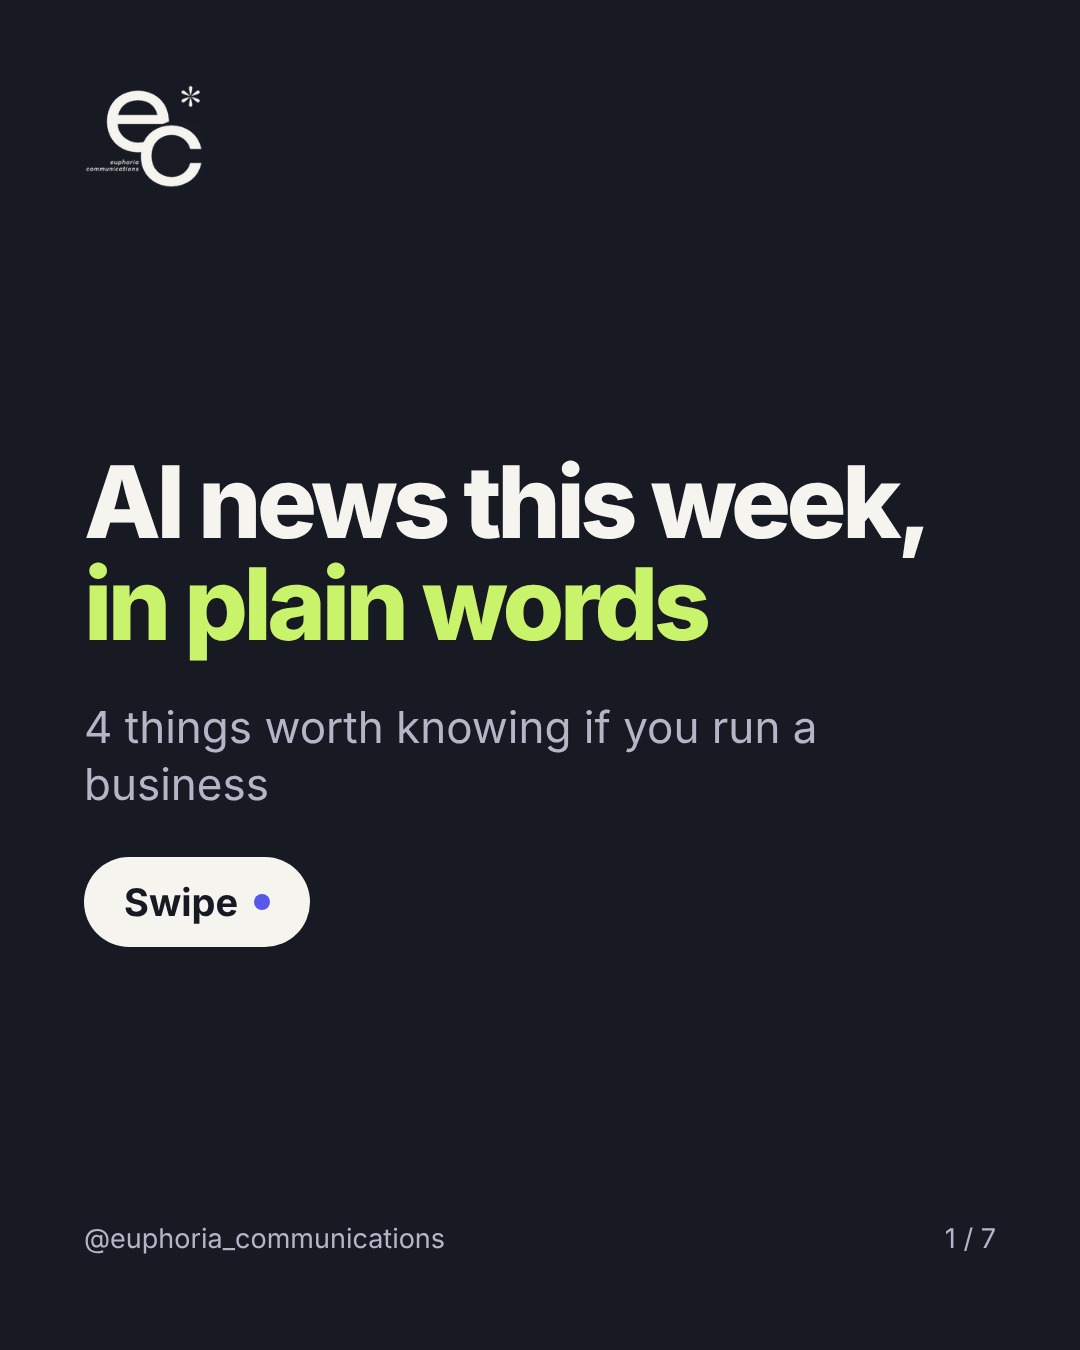 ec*
euphoria
communications
AI news this week,
in plain words
4 things worth knowing if you run a
business
Swipe
@euphoria_communications
1 / 7